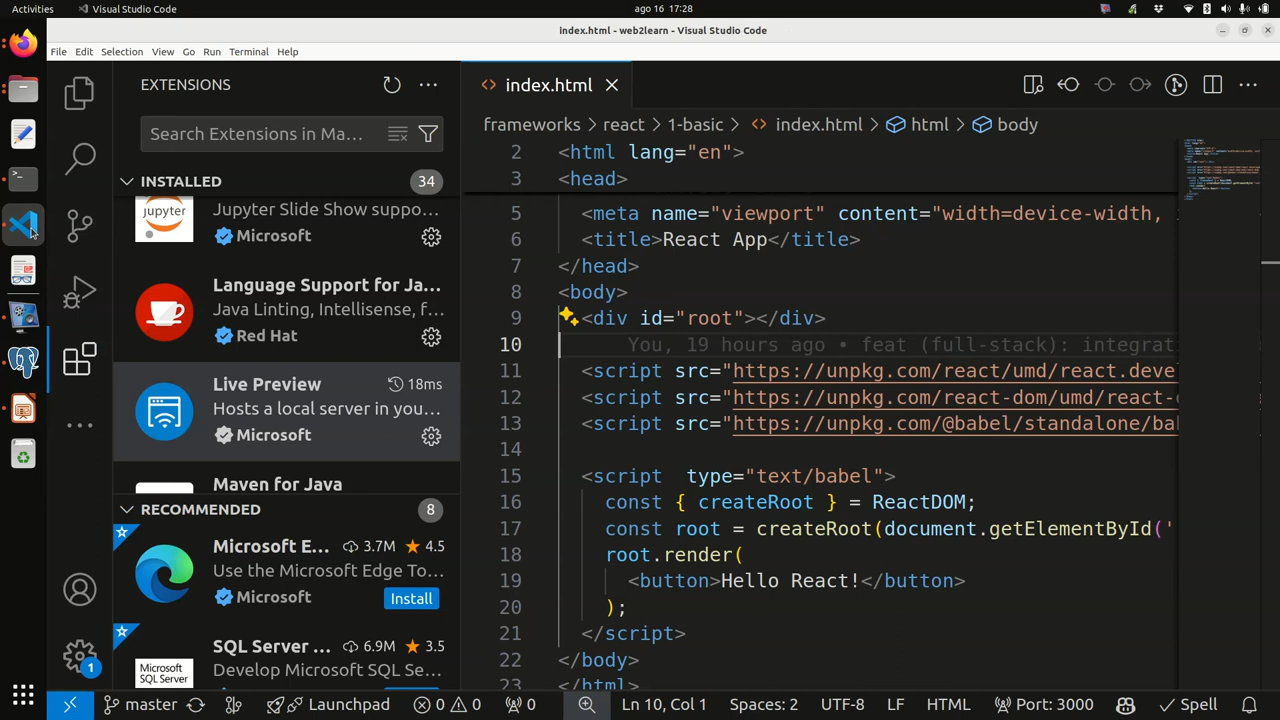 Activities
Visual Studio Code
ago 16 17:28
index.html - web2learn - Visual Studio Code
File Edit Selection View Go Run Terminal Help
EXTENSIONS
Search Extensions in Ma…
INSTALLED 34
jupyter
Jupyter Slide Show suppo…
Microsoft
Language Support for Ja…
Java Linting, Intellisense, f…
Red Hat
Live Preview 18ms
Hosts a local server in you…
Microsoft
Maven for Java
RECOMMENDED 8
Microsoft E… 3.7M 4.5
Use the Microsoft Edge To…
Microsoft Install
SQL Server … 6.9M 3.5
Microsoft
SQL Server
Develop Microsoft SQL Se…
1
index.html
frameworks > react > 1-basic > index.html > html > body
2 <html lang="en">
3 <head>
5 <meta name="viewport" content="width=device-width,
6 <title>React App</title>
7 </head>
8 <body>
9 <div id="root"></div>
10 You, 19 hours ago • feat (full-stack): integrat
11 <script src="https://unpkg.com/react/umd/react.deve
12 <script src="https://unpkg.com/react-dom/umd/react-
13 <script src="https://unpkg.com/@babel/standalone/ba
14
15 <script  type="text/babel">
16 const { createRoot } = ReactDOM;
17 const root = createRoot(document.getElementById('
18 root.render(
19 <button>Hello React!</button>
20 );
21 </script>
22 </body>
23 </html>
master Launchpad 0 0 0 Ln 10, Col 1 Spaces: 2 UTF-8 LF HTML Port: 3000 Spell